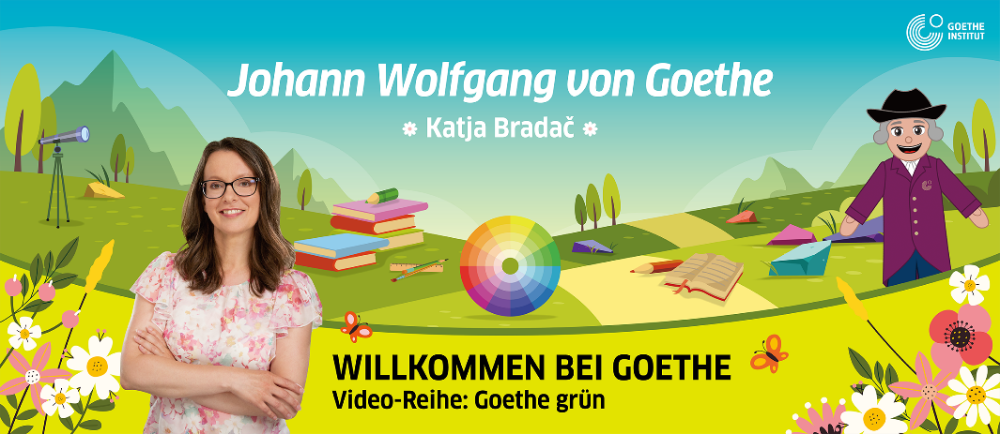 GOETHE
INSTITUT
Johann Wolfgang von Goethe
Katja Bradač
WILLKOMMEN BEI GOETHE
Video-Reihe: Goethe grün